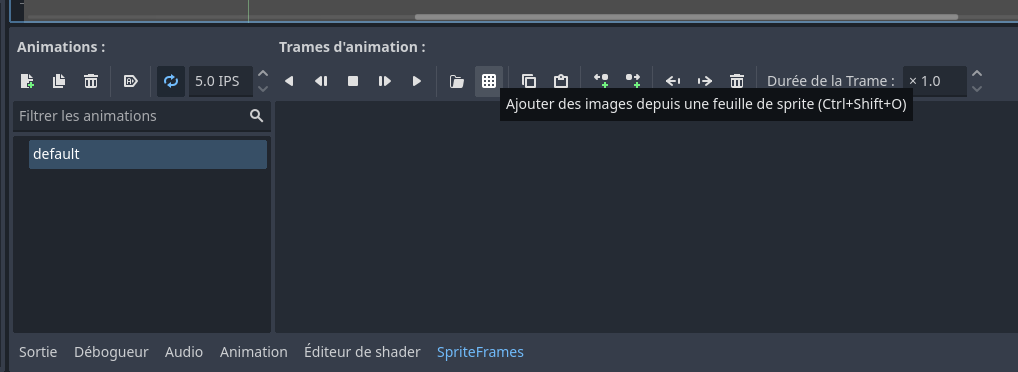 Animations :
Trames d'animation :
5.0 IPS
Durée de la Trame :
× 1.0
Ajouter des images depuis une feuille de sprite (Ctrl+Shift+O)
Filtrer les animations
default
Sortie Débogueur Audio Animation Éditeur de shader SpriteFrames